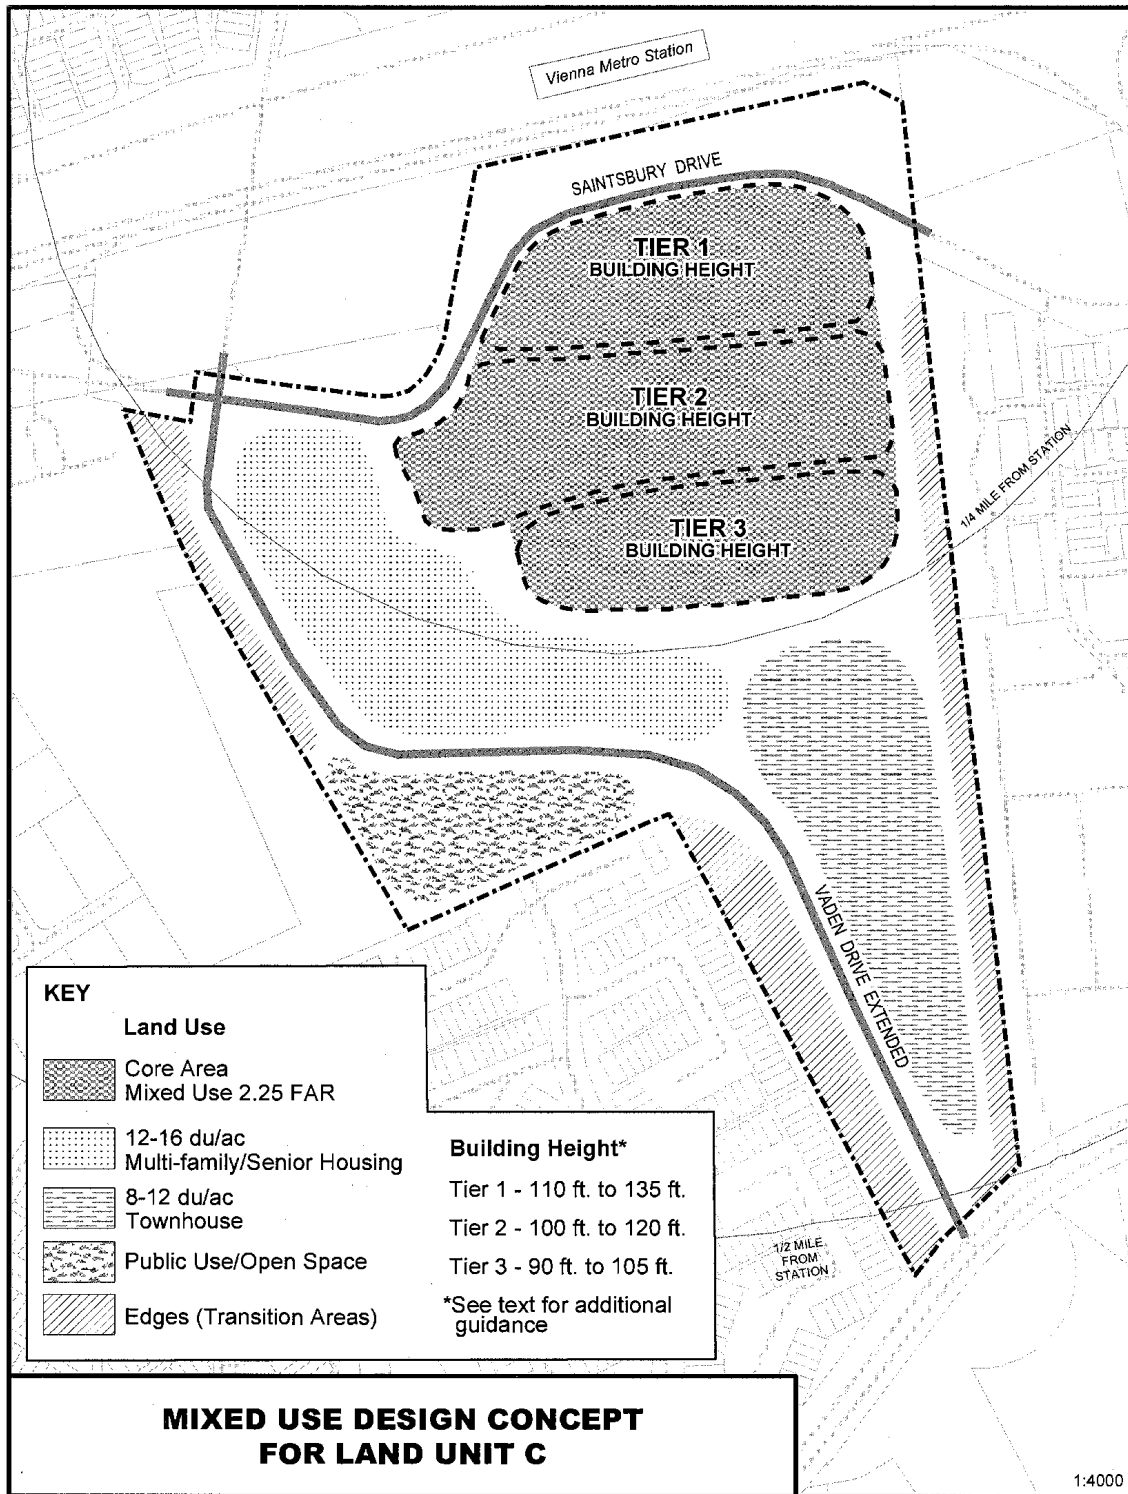 Vienna Metro Station
SAINTSBURY DRIVE
TIER 1
BUILDING HEIGHT
TIER 2
BUILDING HEIGHT
1/4 MILE FROM STATION
TIER 3
BUILDING HEIGHT
VADEN DRIVE EXTENDED
KEY
Land Use
Core Area
Mixed Use 2.25 FAR
12-16 du/ac
Multi-family/Senior Housing
8-12 du/ac
Townhouse
Public Use/Open Space
Edges (Transition Areas)
Building Height*
Tier 1 - 110 ft. to 135 ft.
Tier 2 - 100 ft. to 120 ft.
Tier 3 - 90 ft. to 105 ft.
*See text for additional
guidance
1/2 MILE
FROM
STATION
MIXED USE DESIGN CONCEPT
FOR LAND UNIT C
1:4000